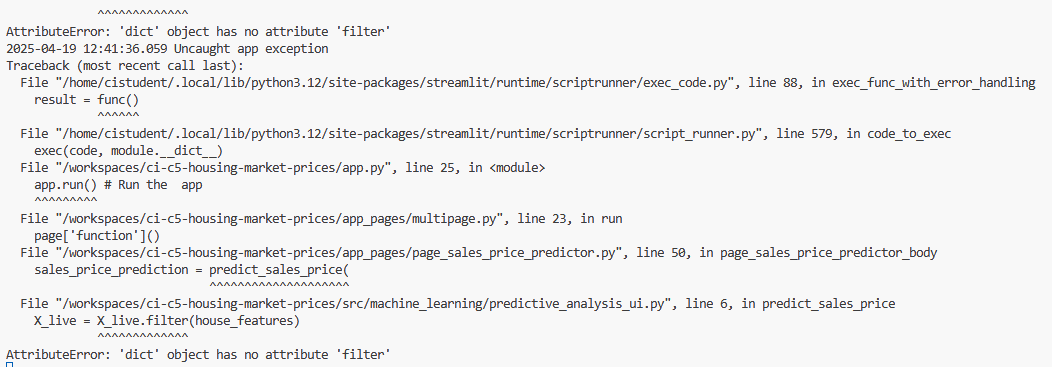 ^^^^^^^^^^^^^
AttributeError: 'dict' object has no attribute 'filter'
2025-04-19 12:41:36.059 Uncaught app exception
Traceback (most recent call last):
  File "/home/cistudent/.local/lib/python3.12/site-packages/streamlit/runtime/scriptrunner/exec_code.py", line 88, in exec_func_with_error_handling
    result = func()
             ^^^^^^
  File "/home/cistudent/.local/lib/python3.12/site-packages/streamlit/runtime/scriptrunner/script_runner.py", line 579, in code_to_exec
    exec(code, module.__dict__)
  File "/workspaces/ci-c5-housing-market-prices/app.py", line 25, in <module>
    app.run() # Run the  app
    ^^^^^^^^^
  File "/workspaces/ci-c5-housing-market-prices/app_pages/multipage.py", line 23, in run
    page['function']()
  File "/workspaces/ci-c5-housing-market-prices/app_pages/page_sales_price_predictor.py", line 50, in page_sales_price_predictor_body
    sales_price_prediction = predict_sales_price(
                             ^^^^^^^^^^^^^^^^^^^^
  File "/workspaces/ci-c5-housing-market-prices/src/machine_learning/predictive_analysis_ui.py", line 6, in predict_sales_price
    X_live = X_live.filter(house_features)
             ^^^^^^^^^^^^^
AttributeError: 'dict' object has no attribute 'filter'